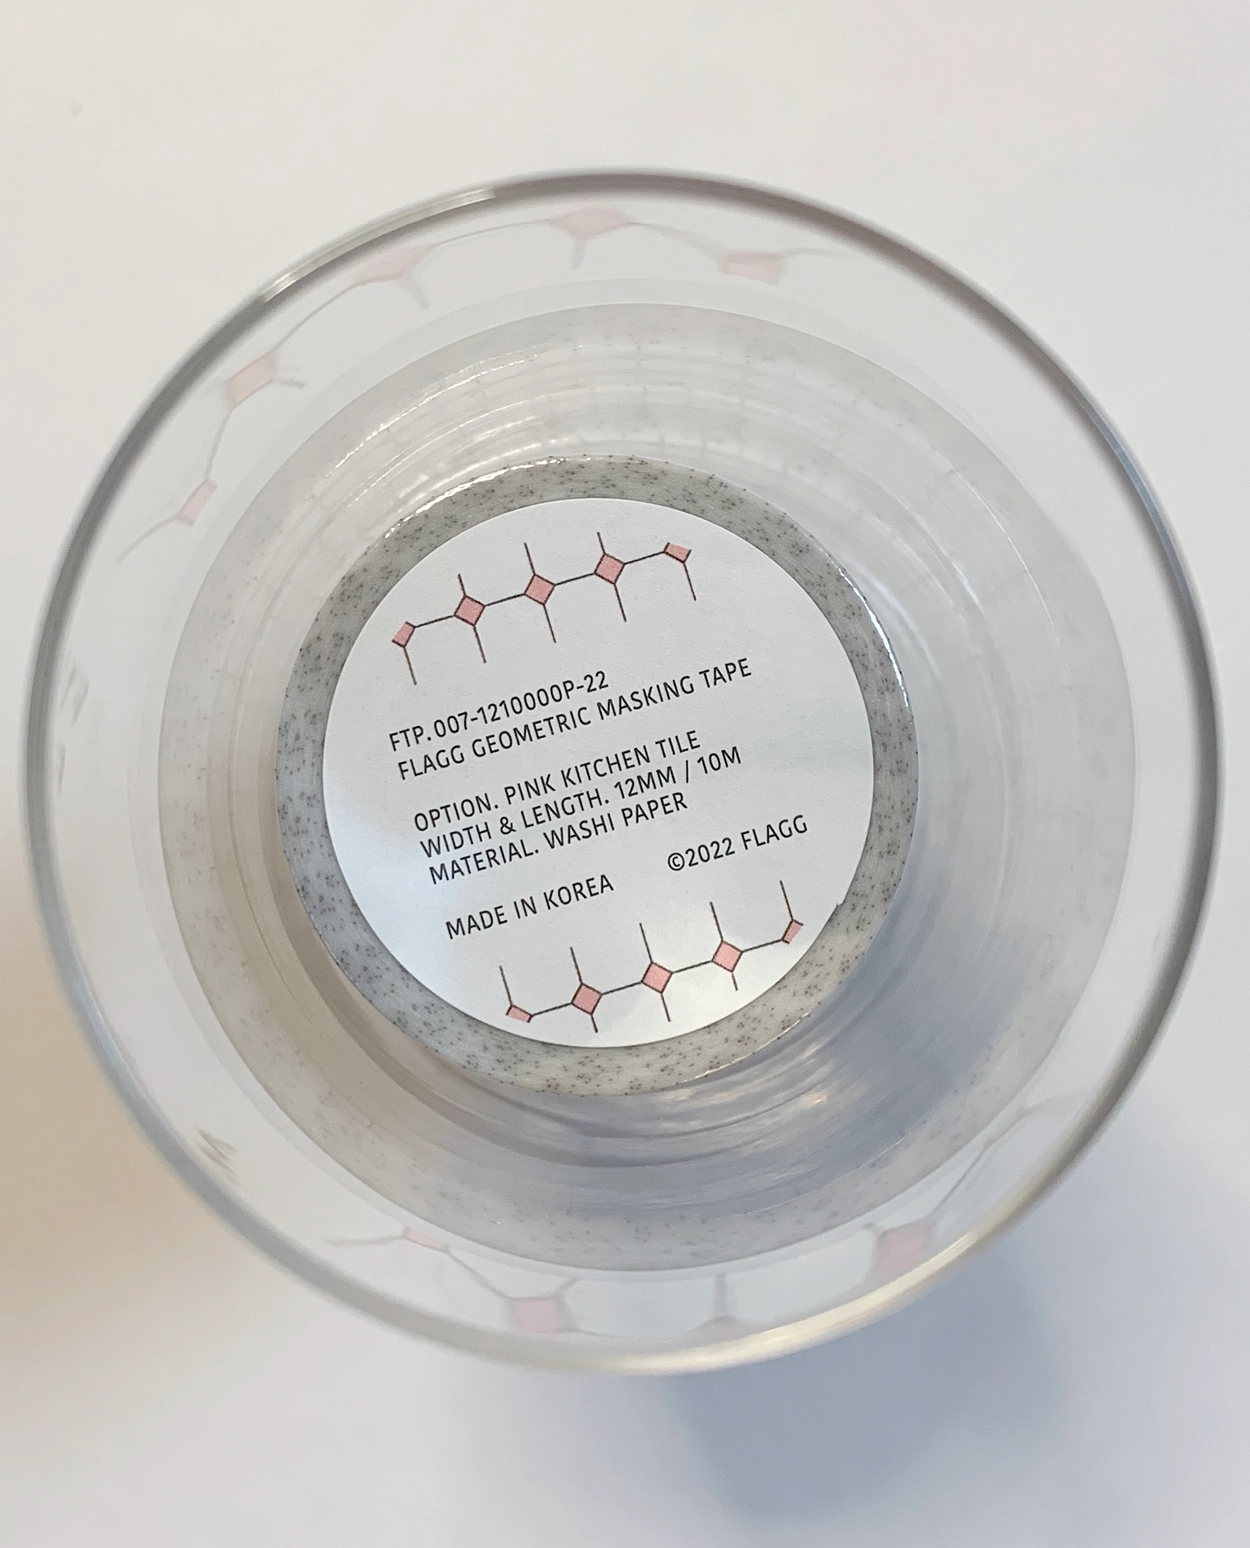 FTP.007-1210000P-22
FLAGG GEOMETRIC MASKING TAPE
OPTION. PINK KITCHEN TILE
WIDTH & LENGTH. 12MM / 10M
MATERIAL. WASHI PAPER
©2022 FLAGG
MADE IN KOREA